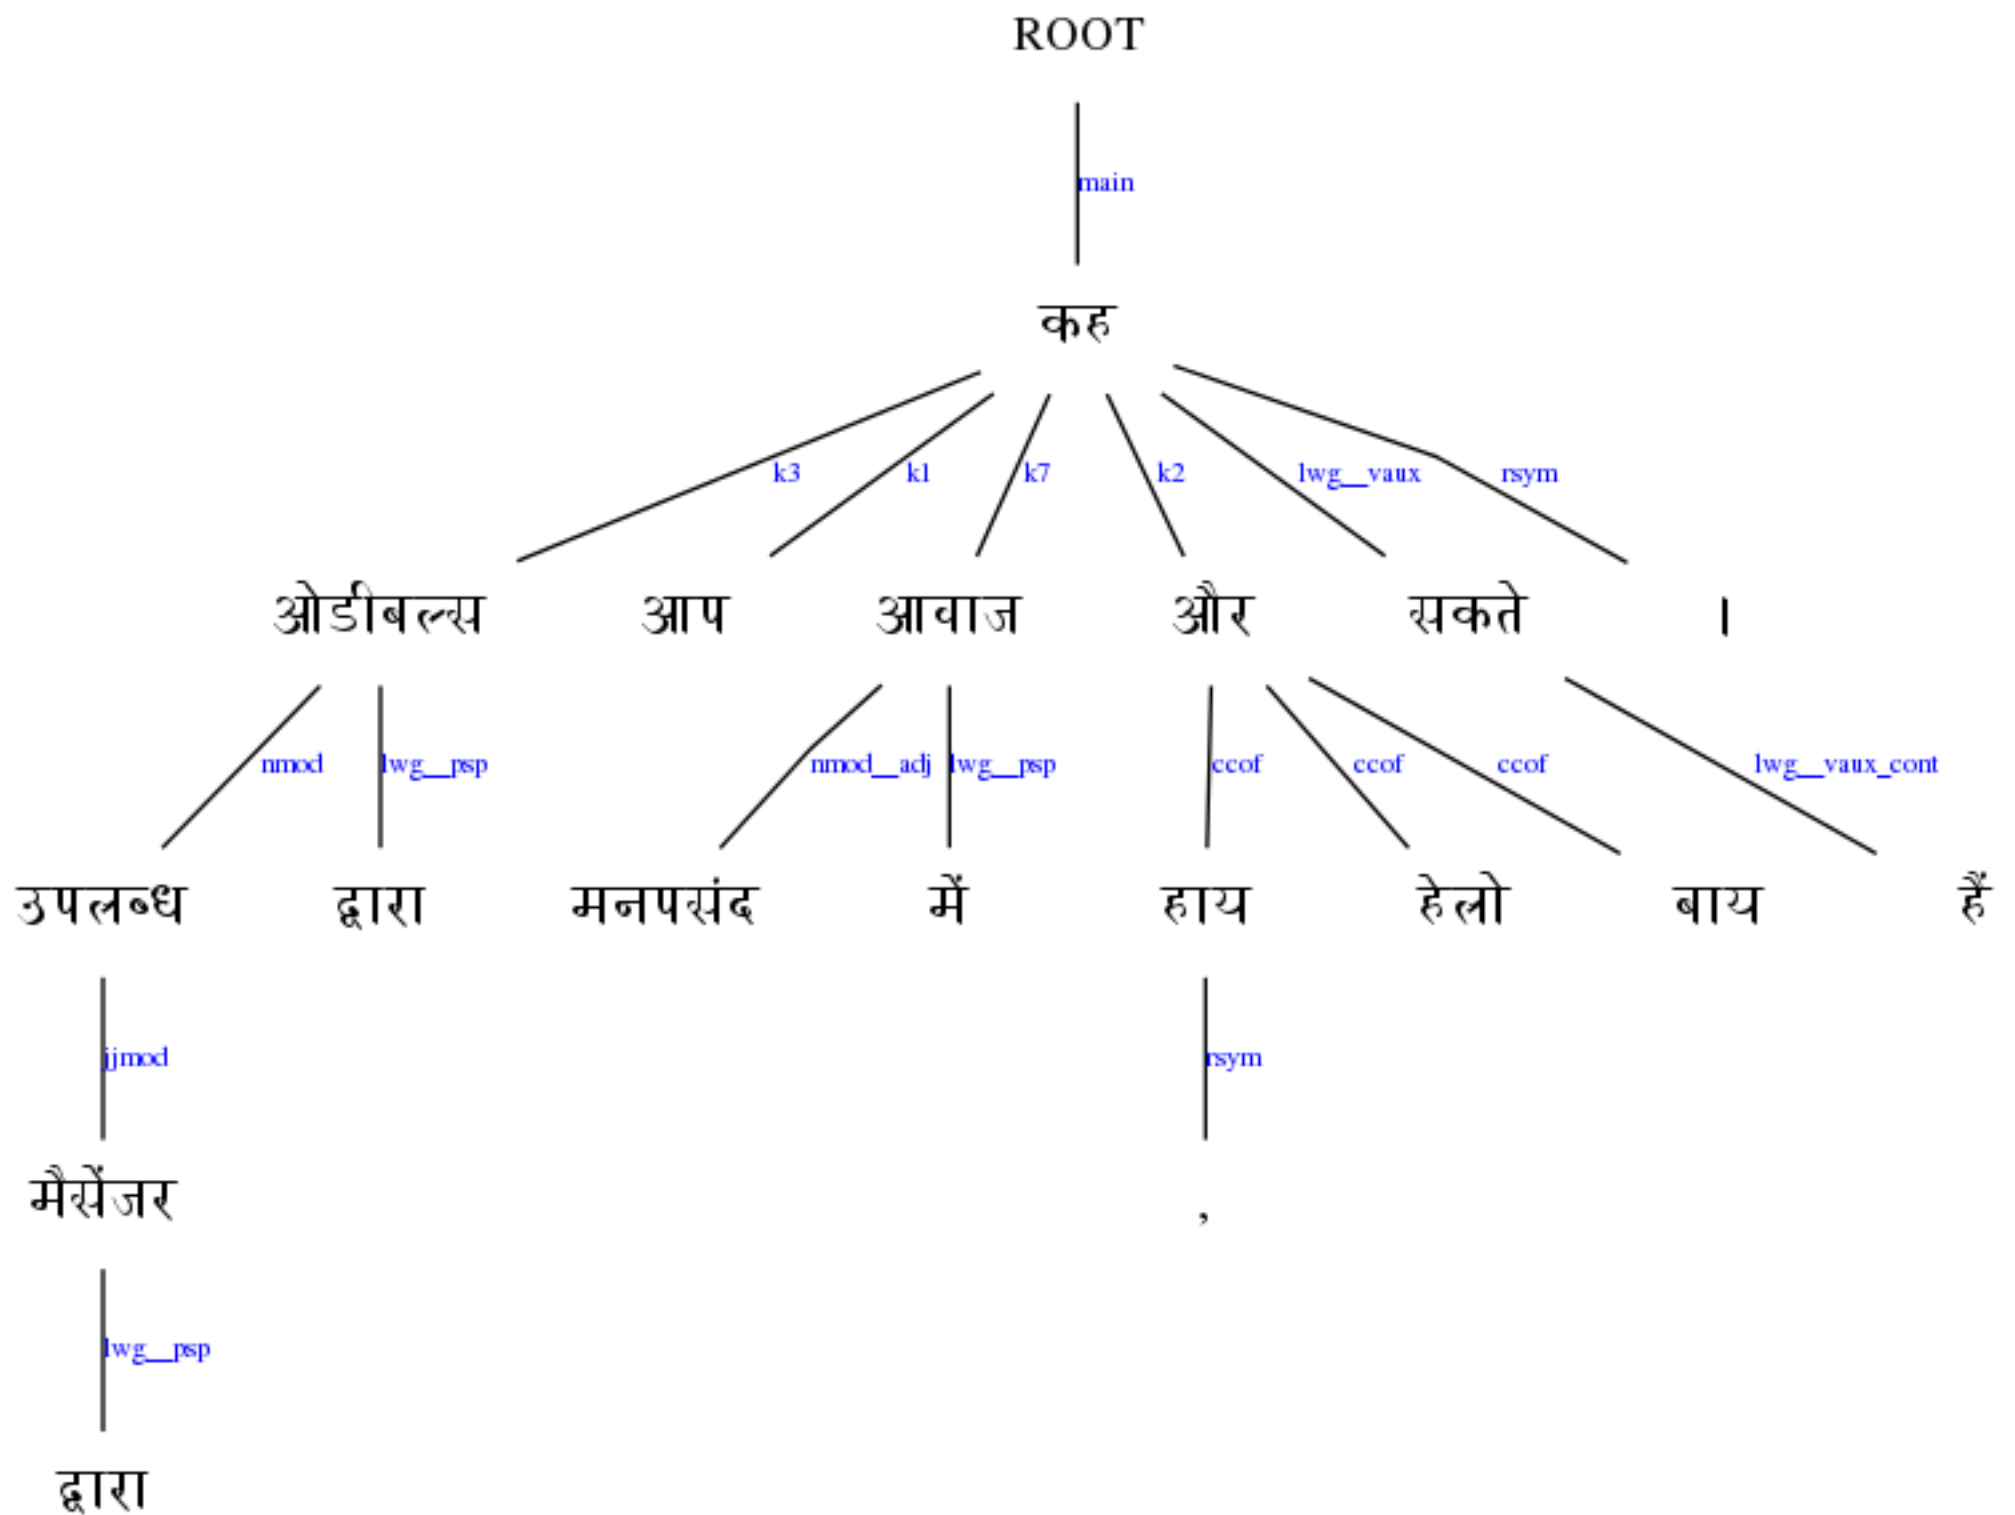 ROOT
main
कह
k3 k1 k7 k2 lwg__vaux rsym
ओडीबल्स आप आवाज और सकते ।
nmod lwg__psp nmod__adj lwg__psp ccof ccof ccof lwg__vaux_cont
उपलब्ध द्वारा मनपसंद में हाय हेलो बाय हैं
jjmod rsym
मैसेंजर ,
lwg__psp
द्वारा